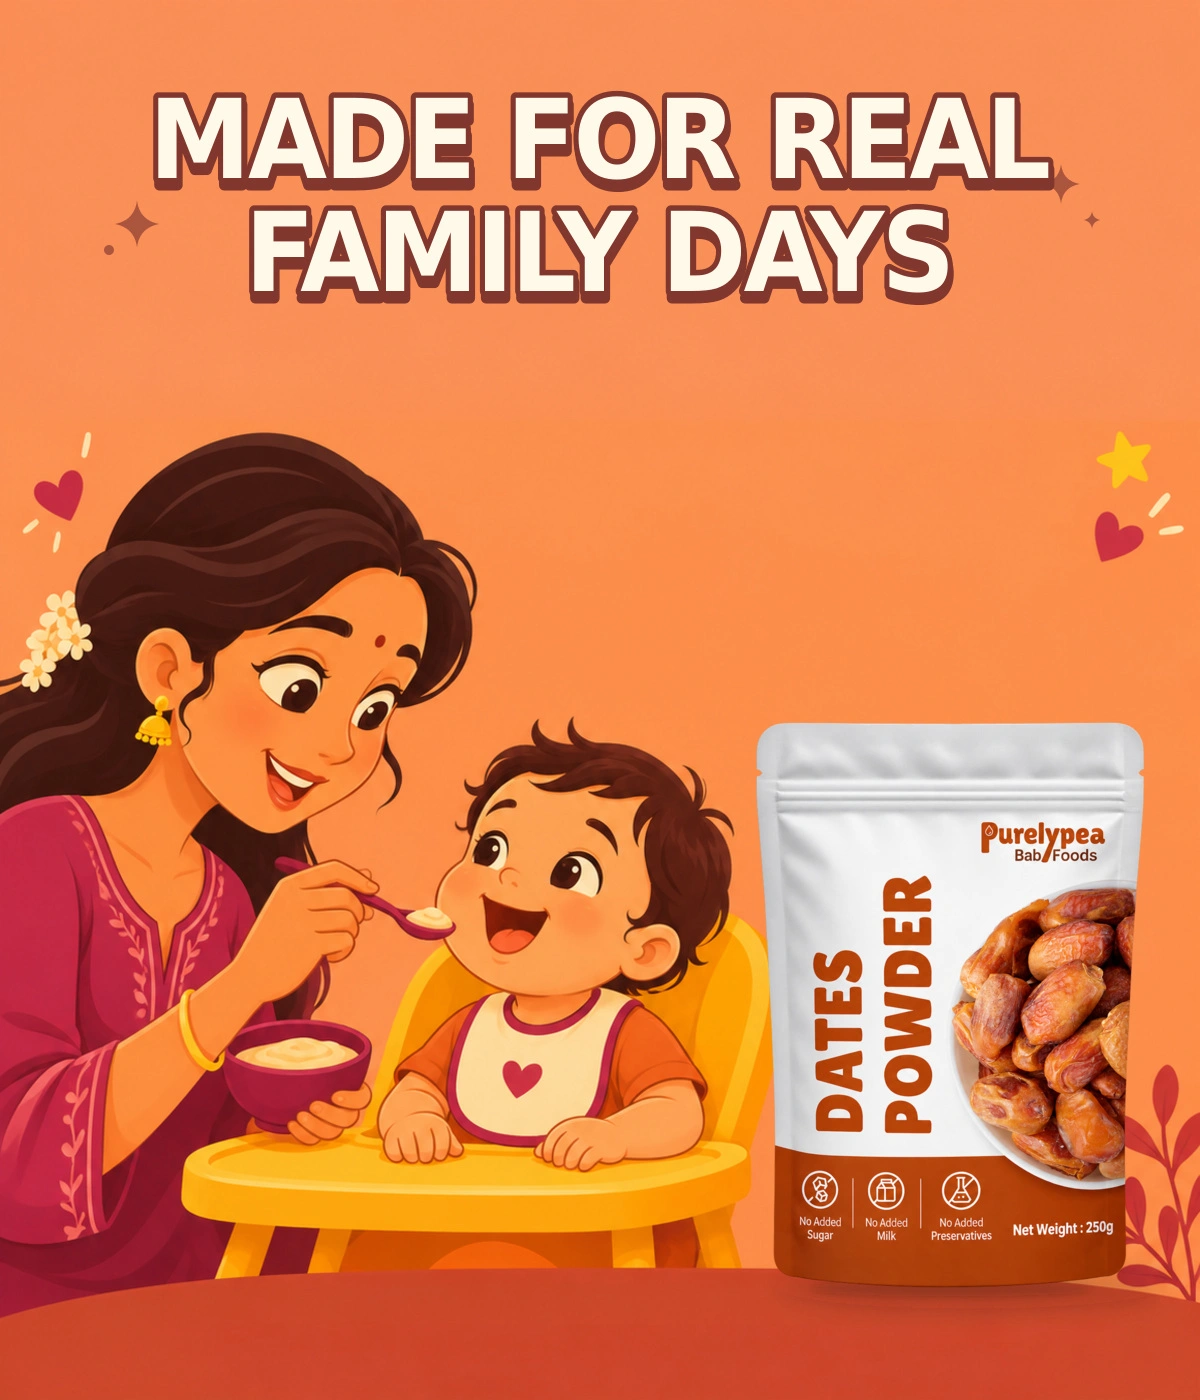 MADE FOR REAL
FAMILY DAYS
Purelypea
Baby Foods
DATES
POWDER
No Added
Sugar
No Added
Milk
No Added
Preservatives
Net Weight : 250g